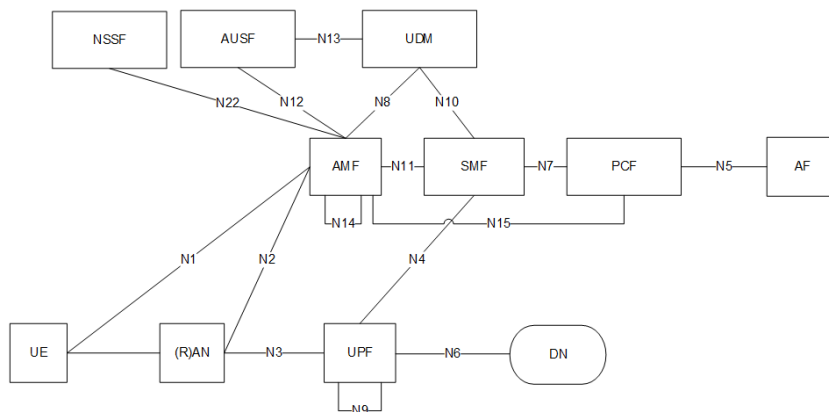 NSSF
AUSF
N13
UDM
N22
N12
N8
N10
AMF
N11
SMF
N7
PCF
N5
AF
N14
N15
N1
N2
N4
UE
(R)AN
N3
UPF
N6
DN
N9